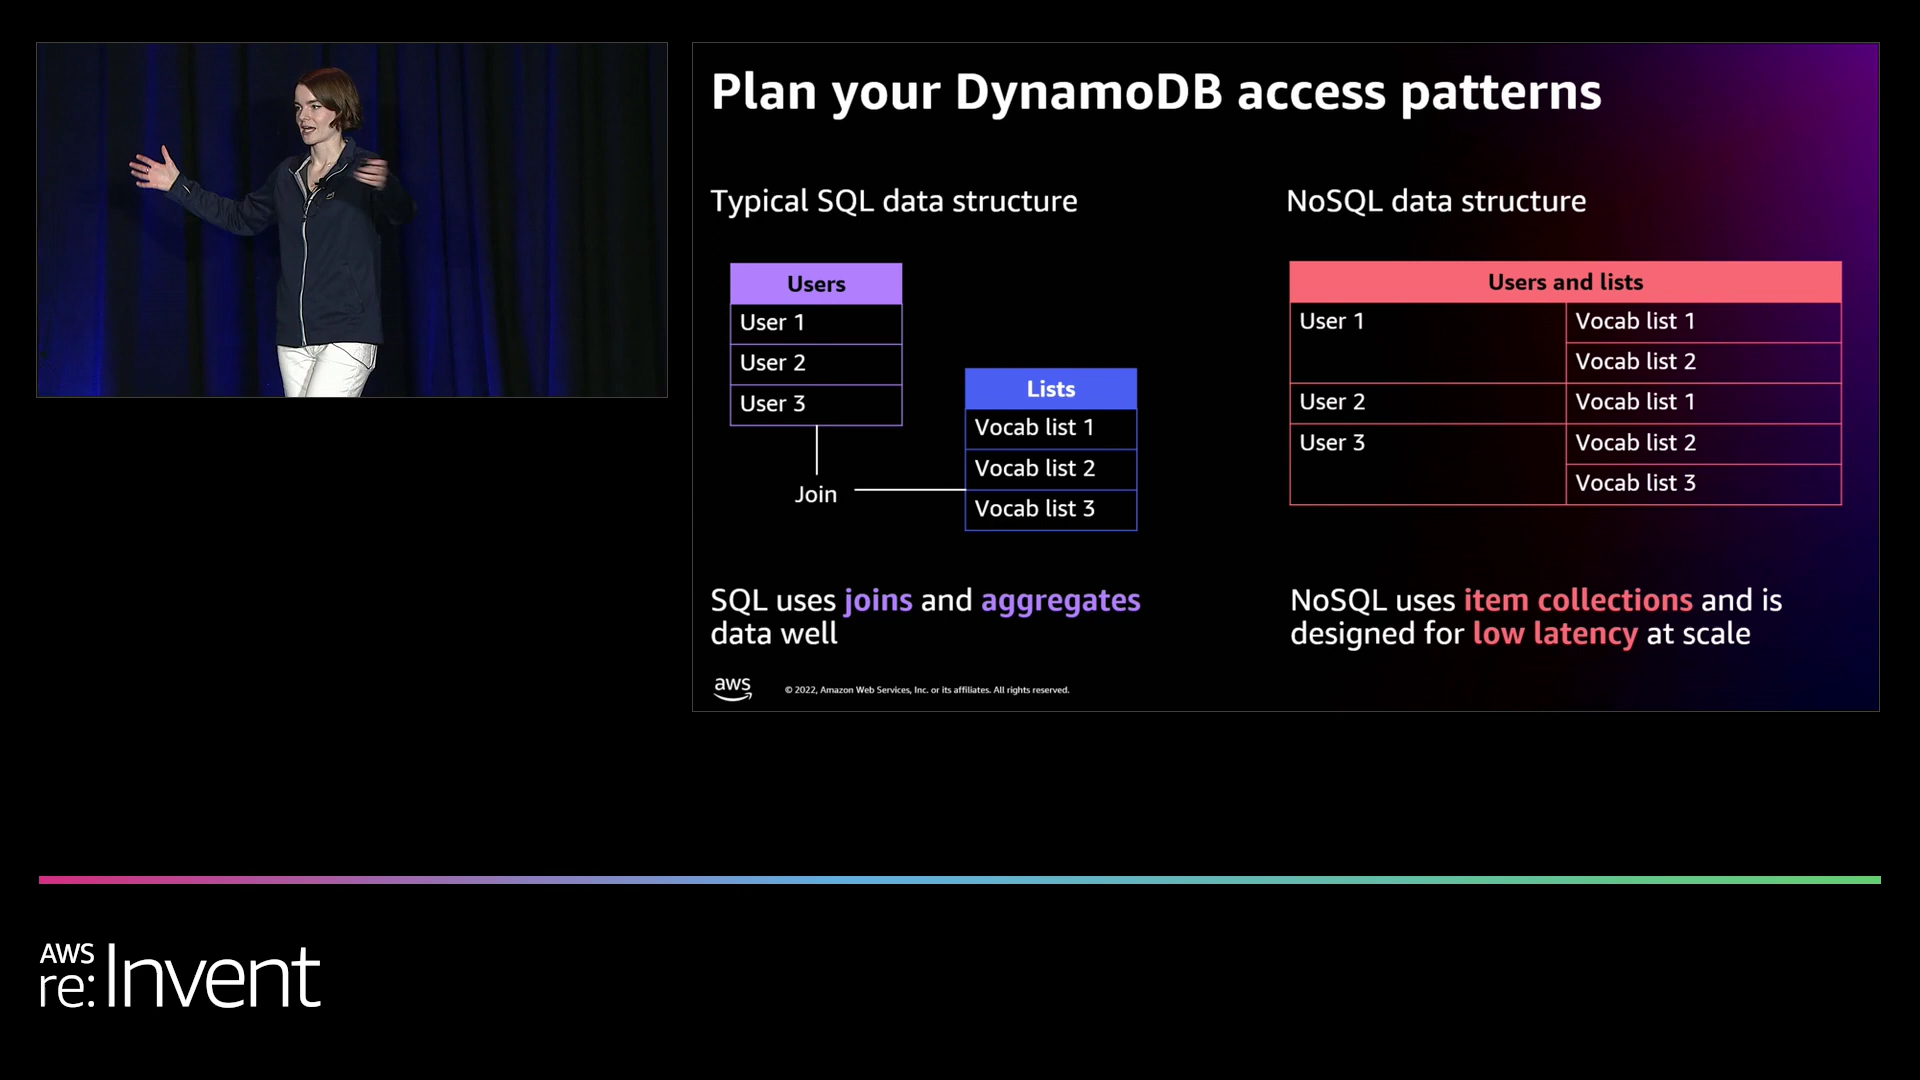 Plan your DynamoDB access patterns
Typical SQL data structure
Users
User 1
User 2
User 3
Join
Lists
Vocab list 1
Vocab list 2
Vocab list 3
SQL uses joins and aggregates
data well
NoSQL data structure
Users and lists
User 1
Vocab list 1
Vocab list 2
User 2
Vocab list 1
User 3
Vocab list 2
Vocab list 3
NoSQL uses item collections and is
designed for low latency at scale
aws
© 2022, Amazon Web Services, Inc. or its affiliates. All rights reserved.
AWS
re:Invent